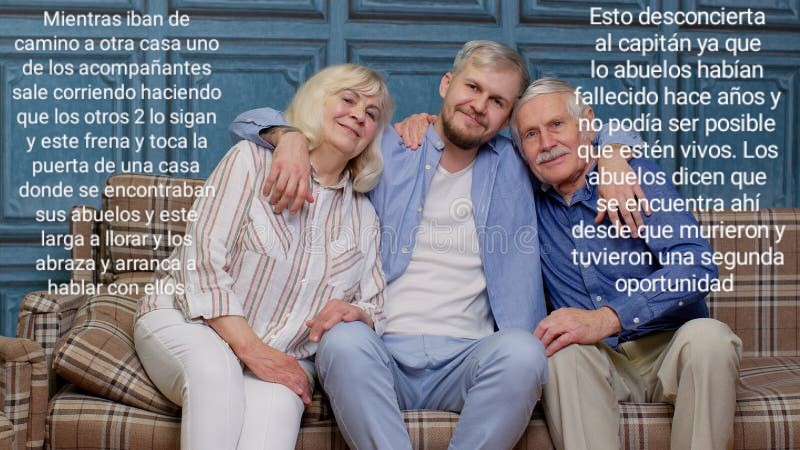 Mientras iban de
camino a otra casa uno
de los acompañantes
sale corriendo haciendo
que los otros 2 lo sigan
y este frena y toca la
puerta de una casa
donde se encontraban
sus abuelos y este
larga a llorar y los
abraza y arranca a
hablar con ellos
Esto desconcierta
al capitán ya que
lo abuelos habían
fallecido hace años y
no podía ser posible
que estén vivos. Los
abuelos dicen que
se encuentra ahí
desde que murieron y
tuvieron una segunda
oportunidad
dreamstime